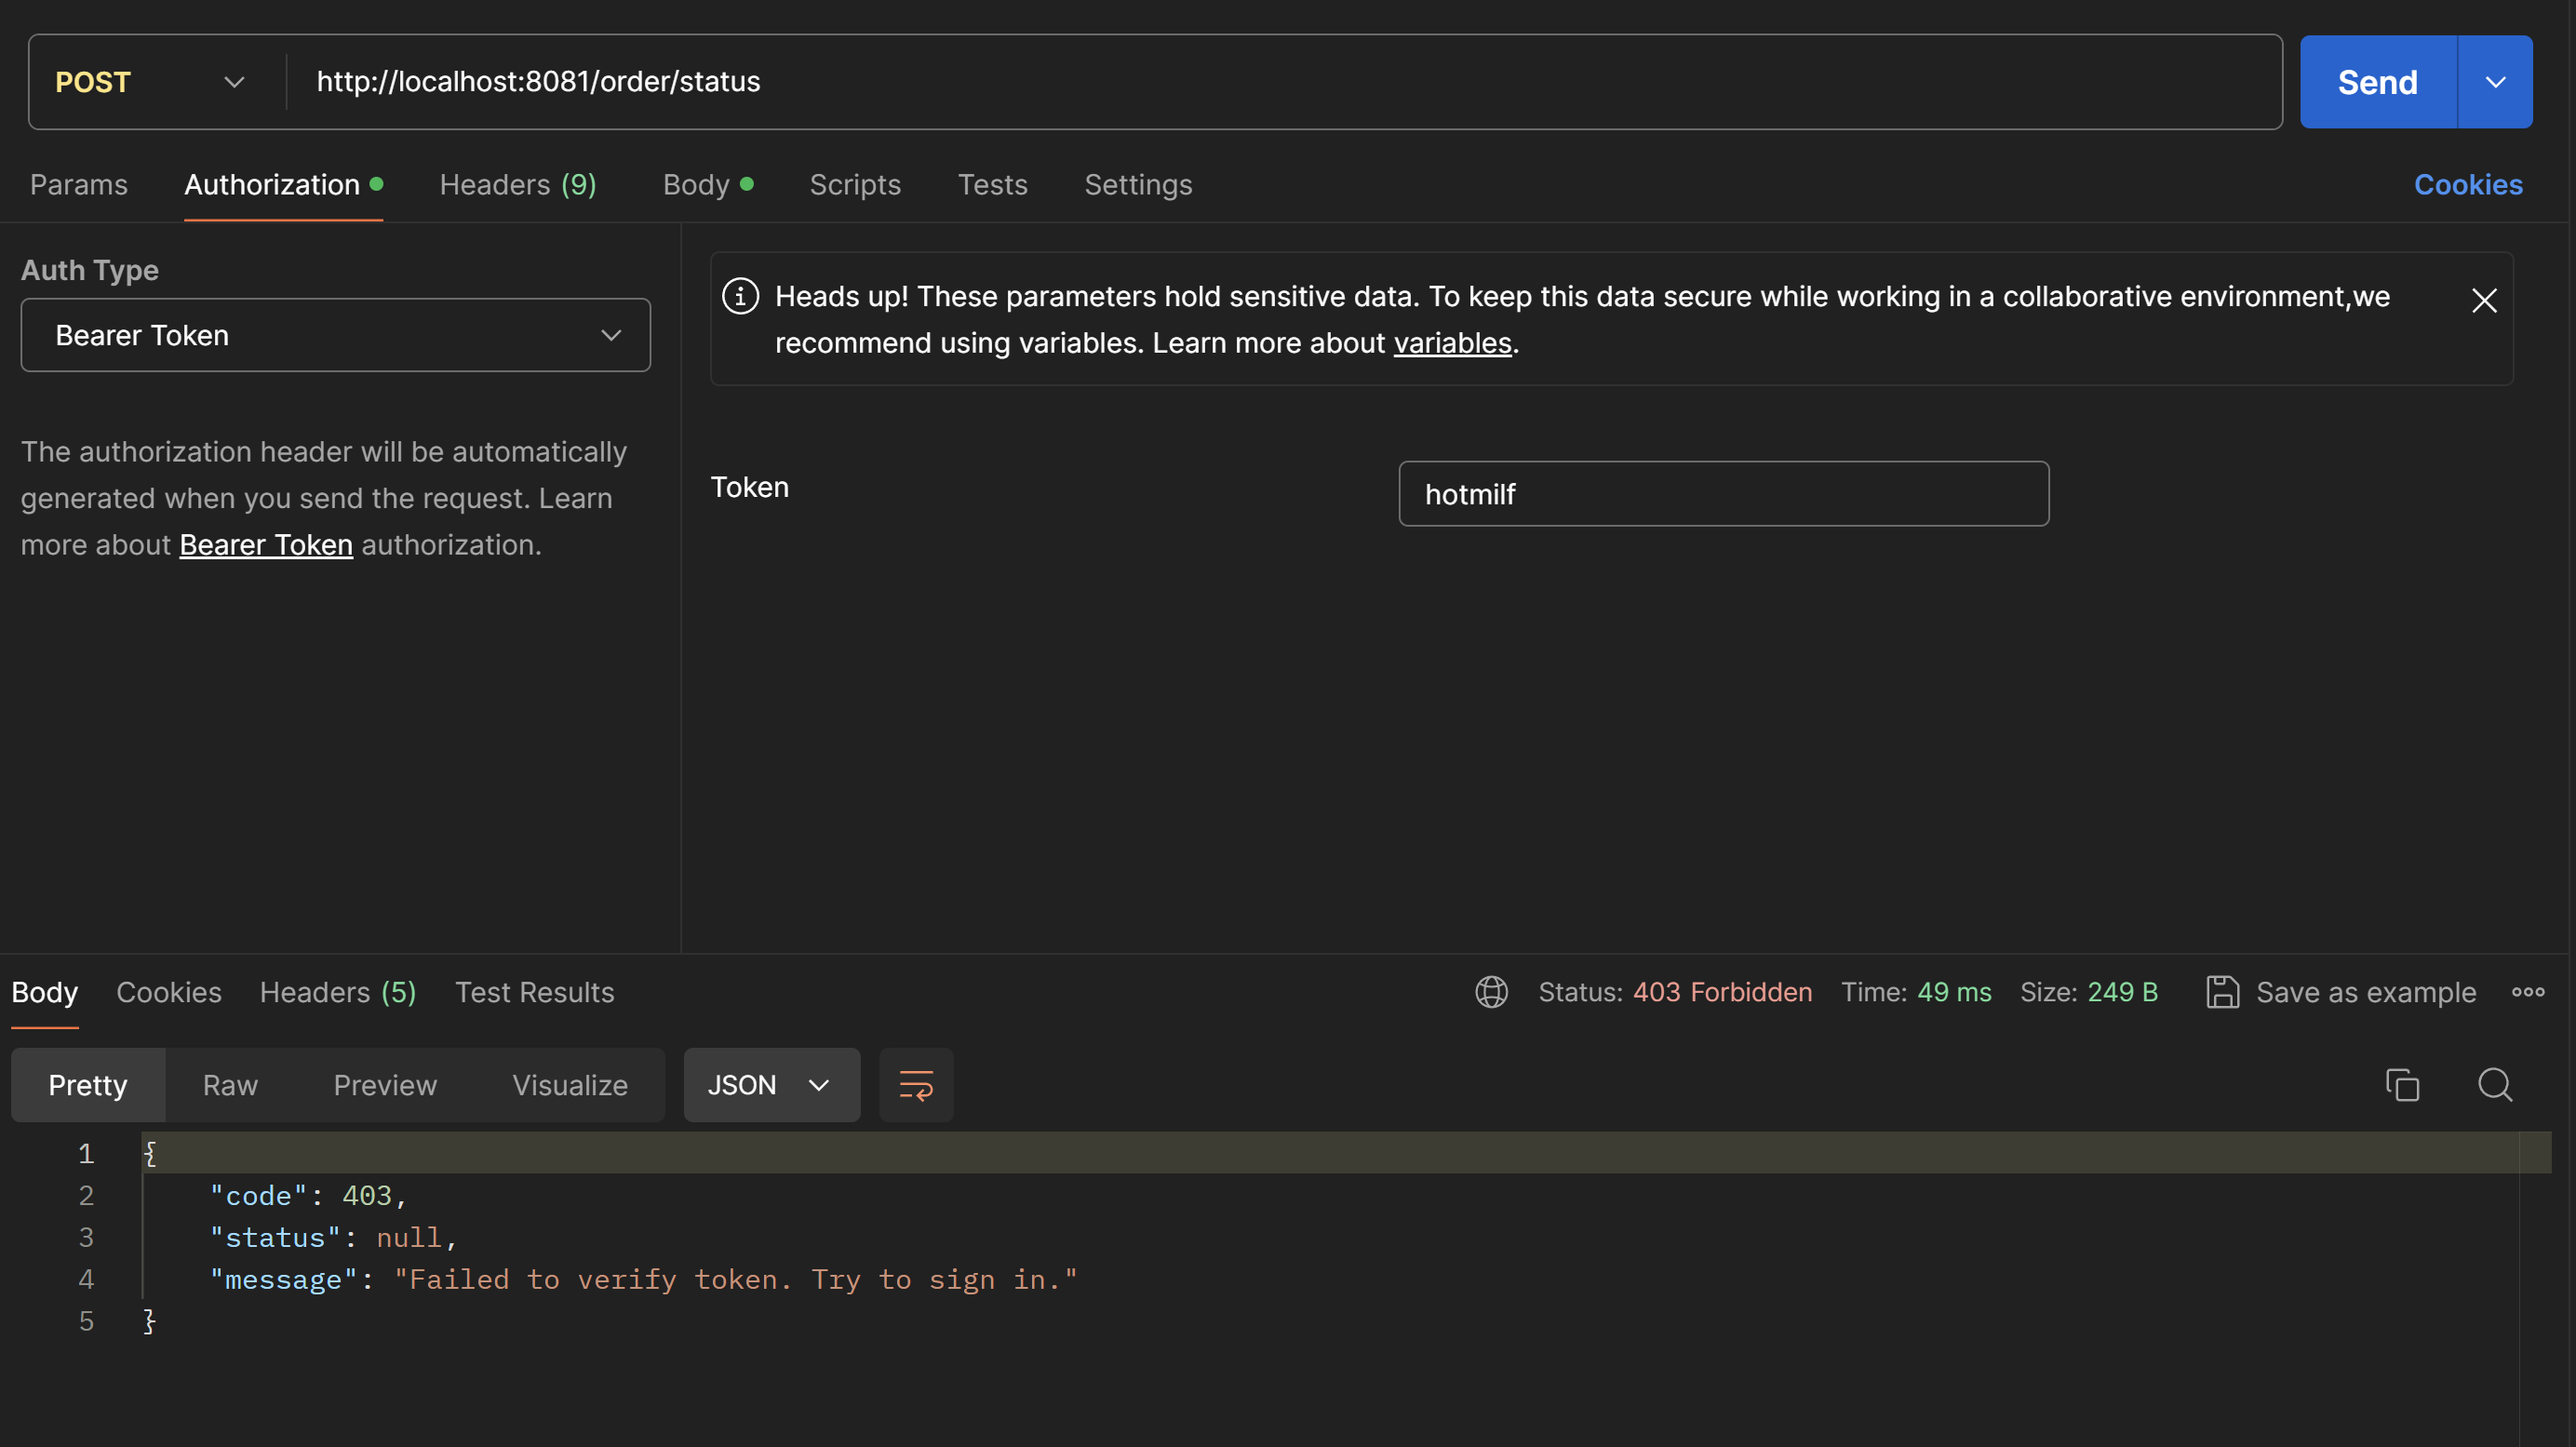 POST http://localhost:8081/order/status Send
Params Authorization Headers (9) Body Scripts Tests Settings Cookies
Auth Type
Bearer Token
The authorization header will be automatically
generated when you send the request. Learn
more about Bearer Token authorization.
Heads up! These parameters hold sensitive data. To keep this data secure while working in a collaborative environment,we
recommend using variables. Learn more about variables.
Token hotmilf
Body Cookies Headers (5) Test Results Status: 403 Forbidden Time: 49 ms Size: 249 B Save as example
Pretty Raw Preview Visualize JSON
1 {
2 "code": 403,
3 "status": null,
4 "message": "Failed to verify token. Try to sign in."
5 }